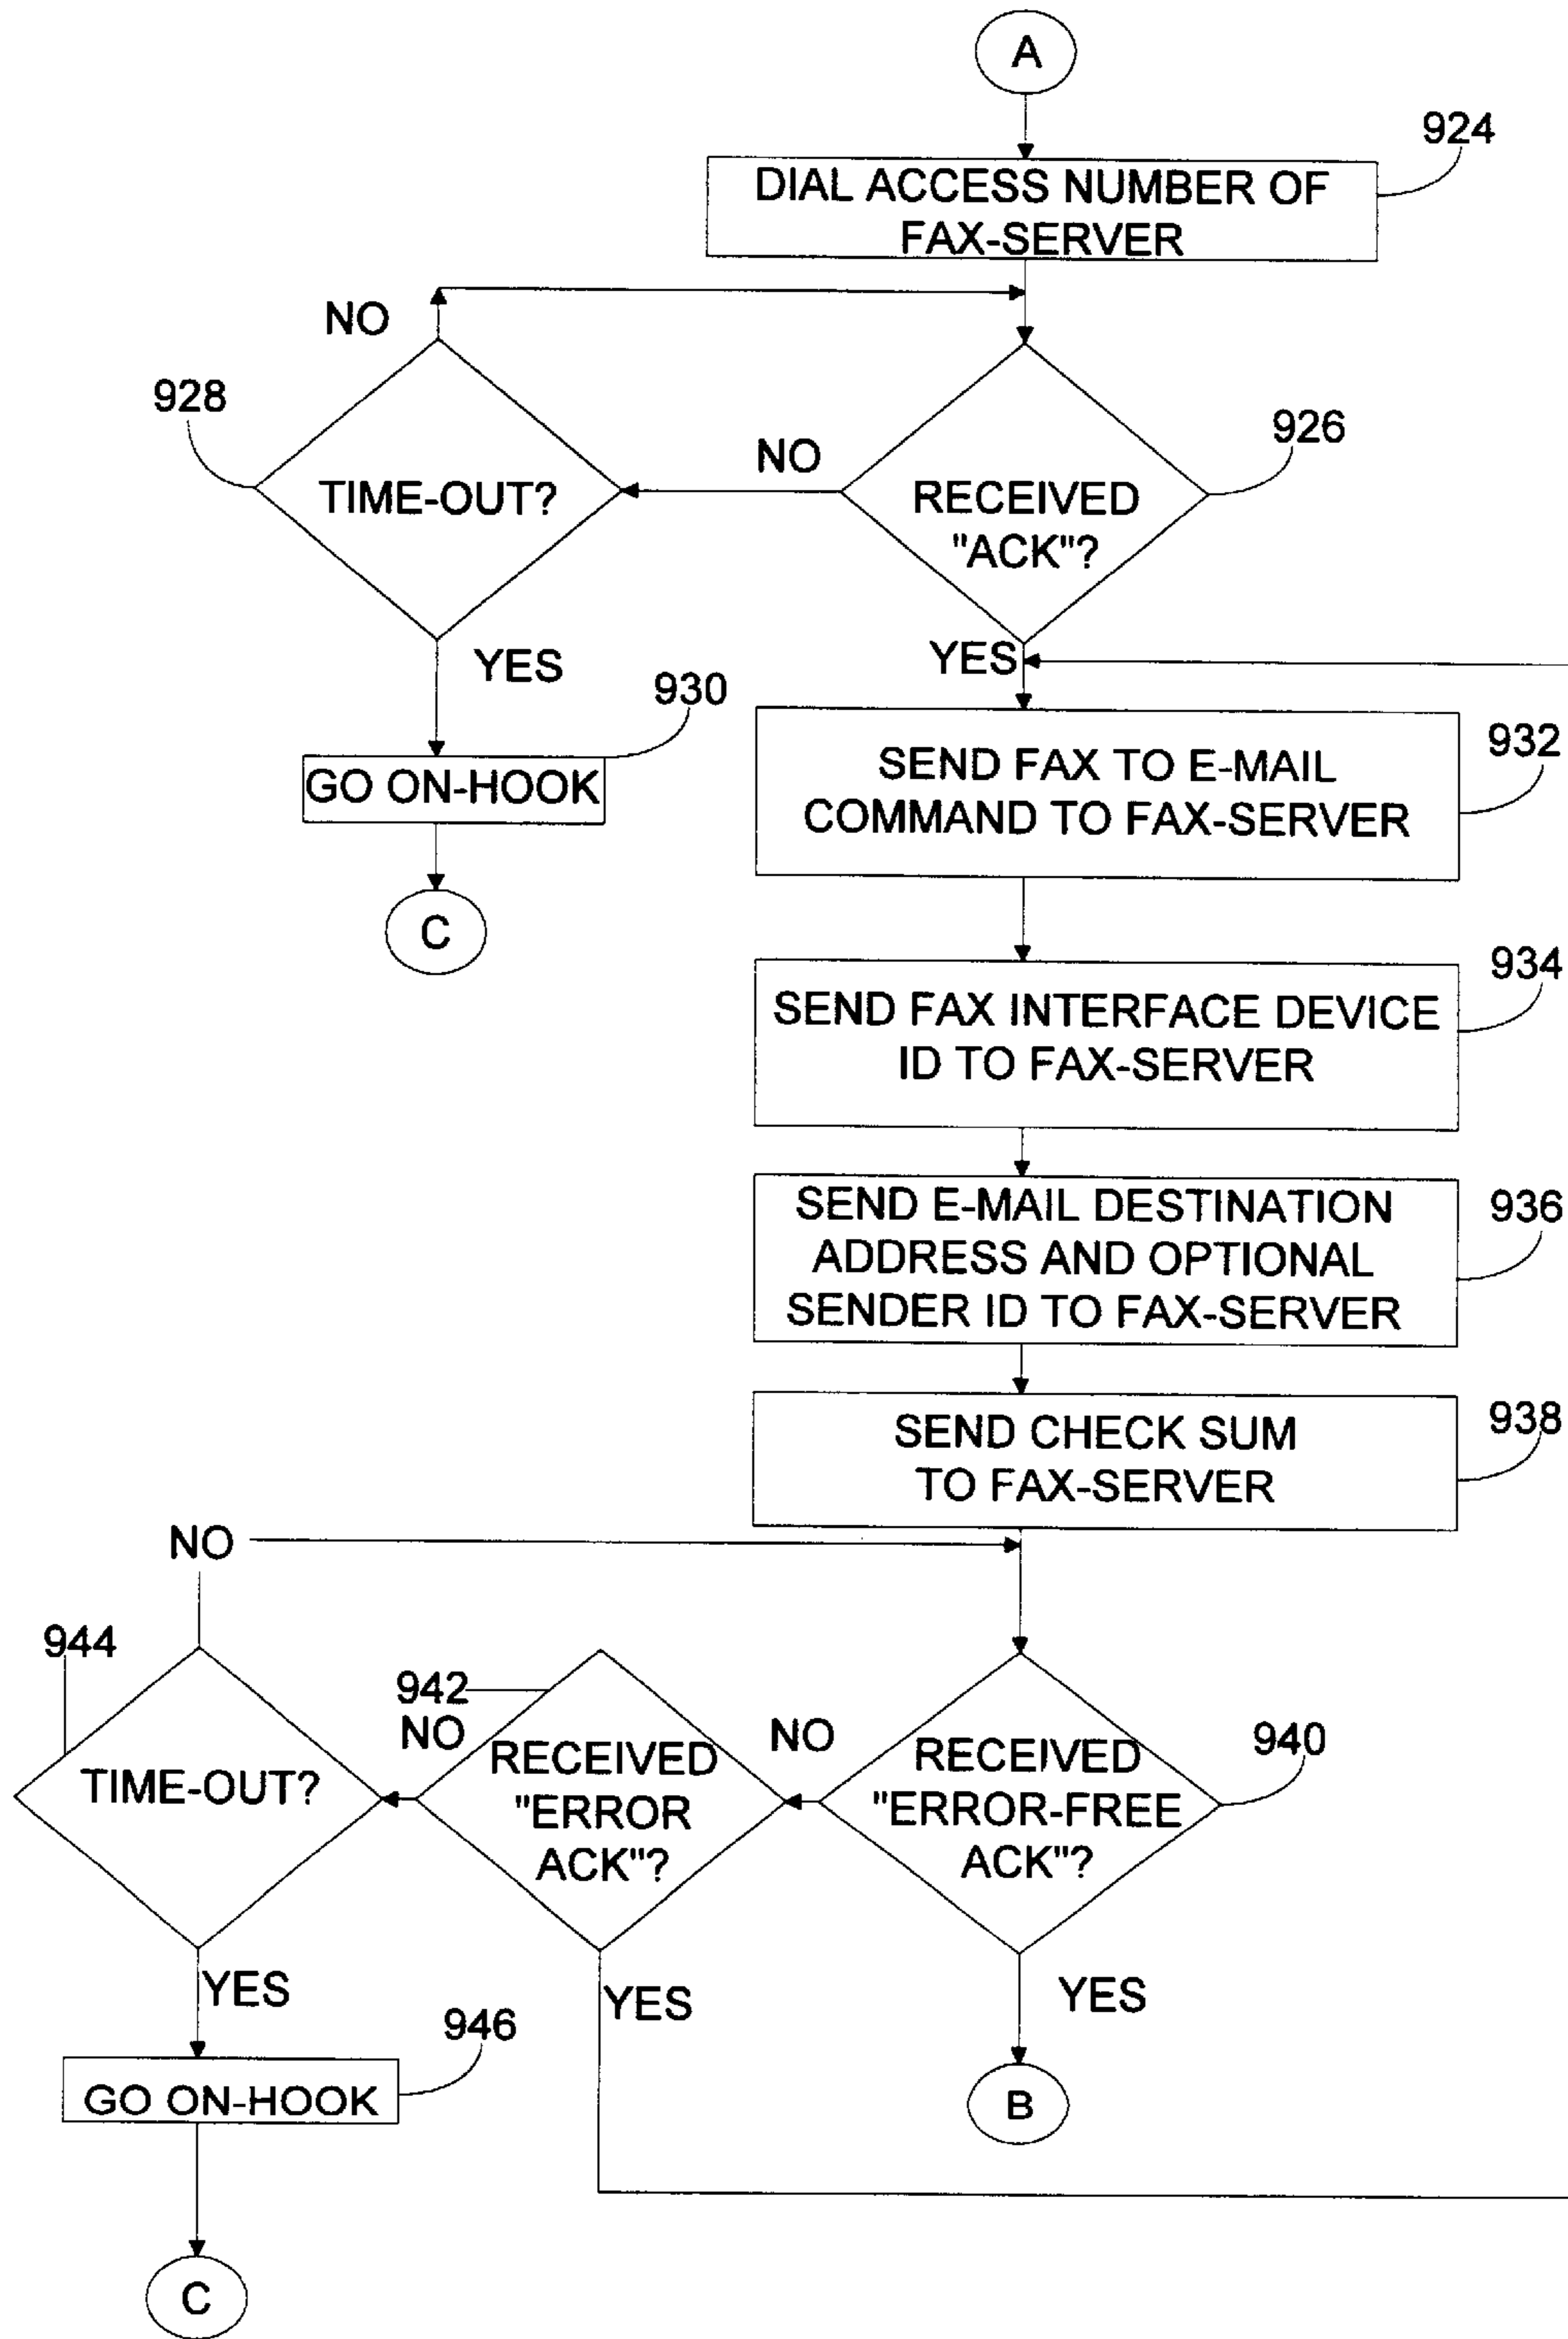 A
924
DIAL ACCESS NUMBER OF
FAX-SERVER
NO
928
926
NO
TIME-OUT?
RECEIVED
"ACK"?
YES
YES
930
GO ON-HOOK
932
SEND FAX TO E-MAIL
COMMAND TO FAX-SERVER
C
934
SEND FAX INTERFACE DEVICE
ID TO FAX-SERVER
936
SEND E-MAIL DESTINATION
ADDRESS AND OPTIONAL
SENDER ID TO FAX-SERVER
938
SEND CHECK SUM
TO FAX-SERVER
NO
944
942
NO
NO
940
TIME-OUT?
RECEIVED
"ERROR
ACK"?
RECEIVED
"ERROR-FREE
ACK"?
YES
YES
YES
946
GO ON-HOOK
B
C